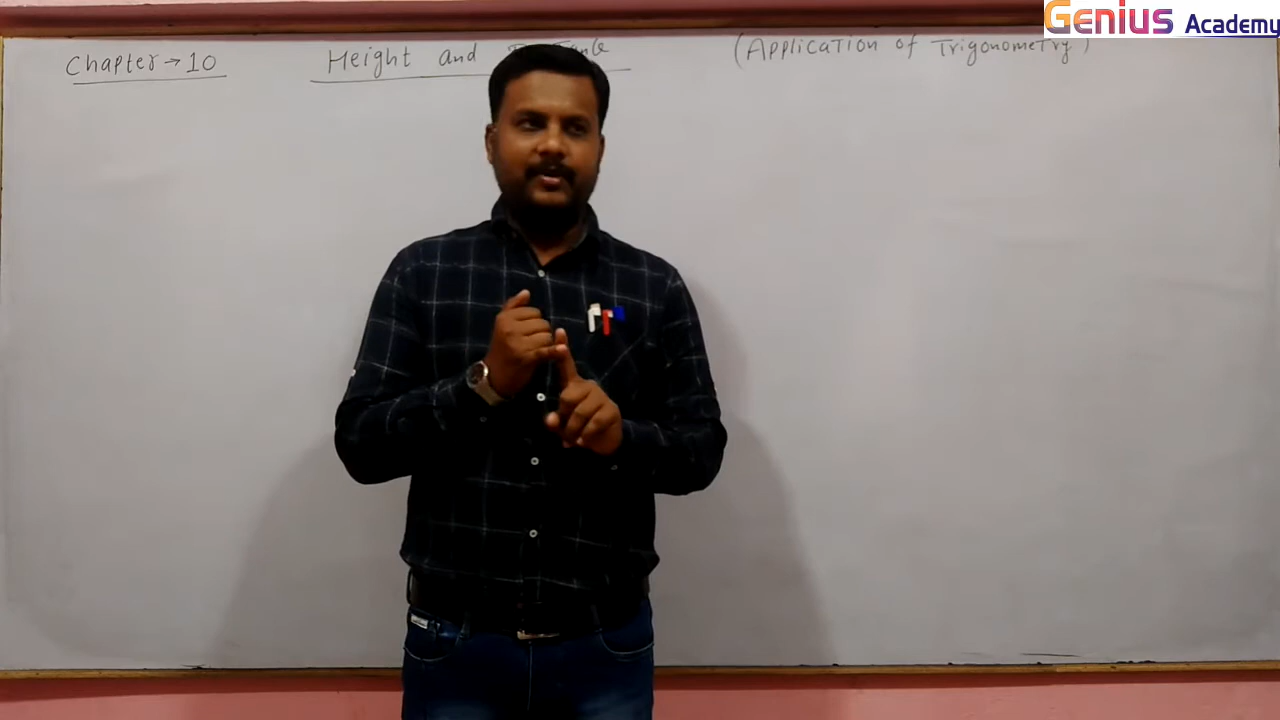 Genius Academy
Chapter → 10 Height and (Application of Trigonometry)